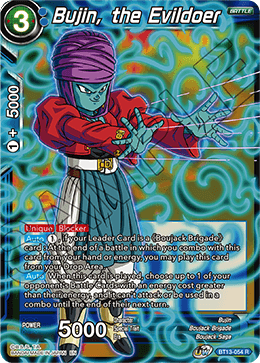 3
Bujin, the Evildoer
BATTLE
1 + 5000
Unique Blocker
Auto 1, if your Leader Card is a ‹Boujack Brigade›
card: At the end of a battle in which you combo with this
card from your hand or energy, you may play this card
from your Drop Area.
Auto When this card is played, choose up to 1 of your
opponent's Battle Cards with an energy cost greater
than their energy, and it can't attack or be used in a
combo until the end of their next turn.
POWER
5000
Bujin
Boujack Brigade
Boujack Brigade
BT13-054 R